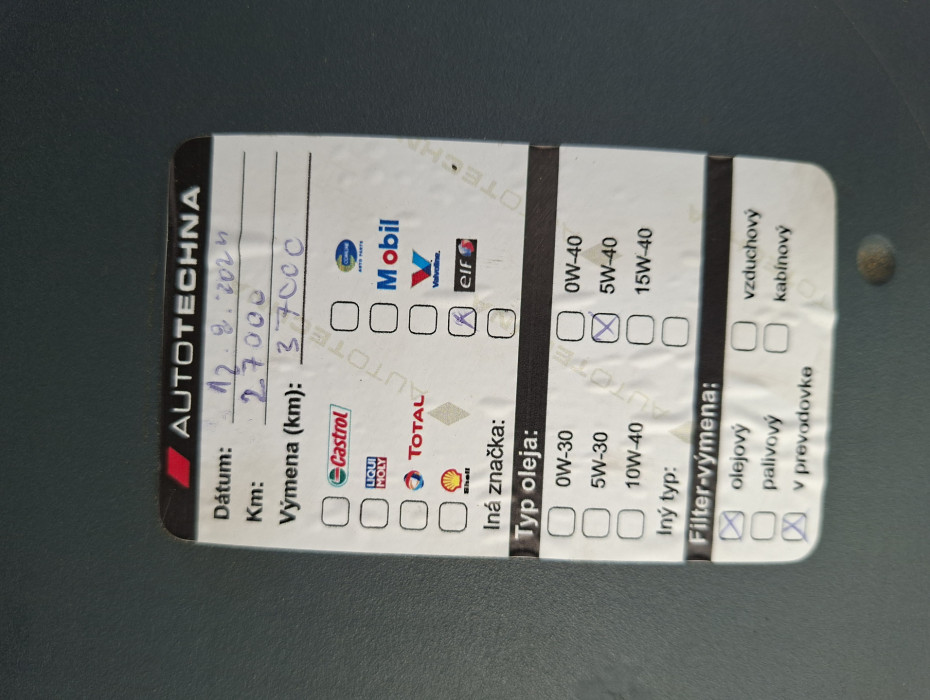 AUTOTECHNA
Dátum: 12. 8. 2024
Km: 27000
Výmena (km): 37000
Castrol
LIQUI MOLY Mobil
TOTAL Valvoline
Shell elf
Iná značka:
Typ oleja:
0W-30 0W-40
5W-30 5W-40
10W-40 15W-40
Iný typ:
Filter-výmena:
olejový vzduchový
palivový kabínový
v prevodovke